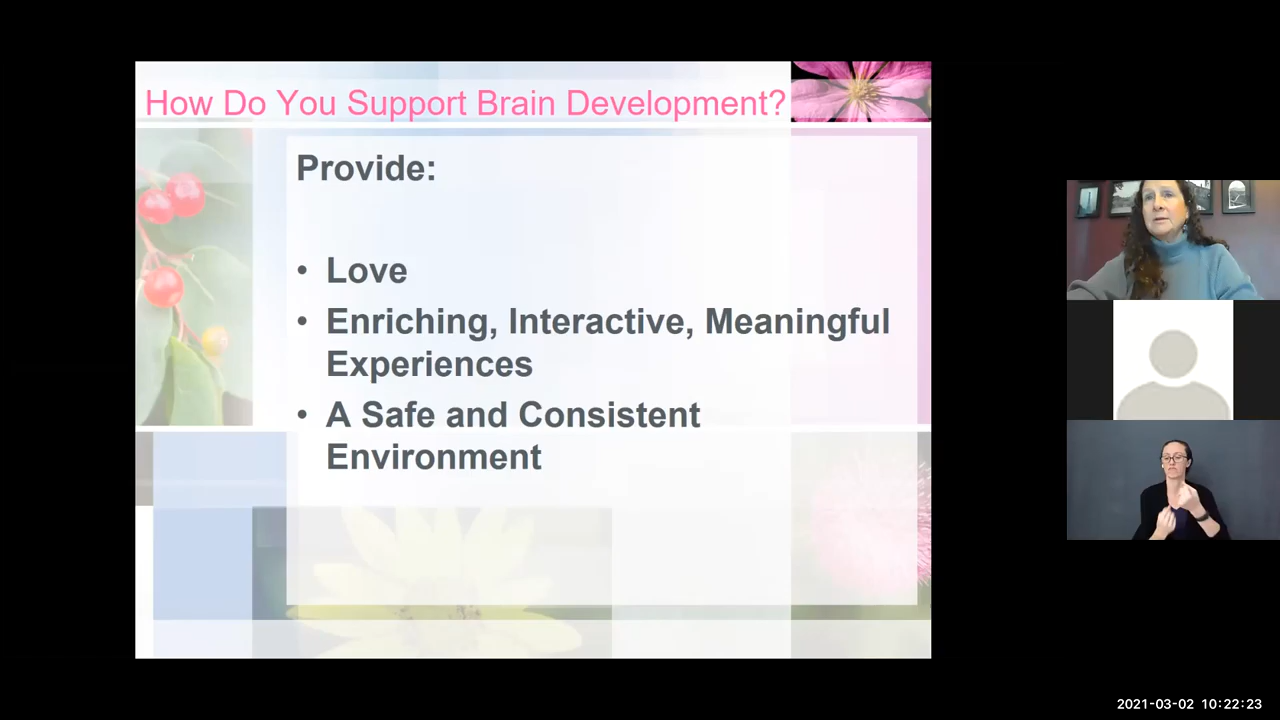 How Do You Support Brain Development?
Provide:
• Love
• Enriching, Interactive, Meaningful
Experiences
• A Safe and Consistent
Environment
2021-03-02 10:22:23